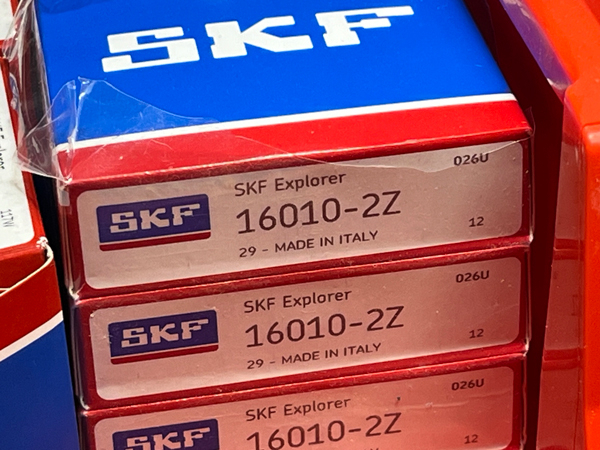 SKF
026U
SKF Explorer
SKF
16010-2Z
29 - MADE IN ITALY
12
026U
SKF Explorer
SKF
16010-2Z
29 - MADE IN ITALY
12
026U
SKF Explorer
SKF
16010-2Z
12